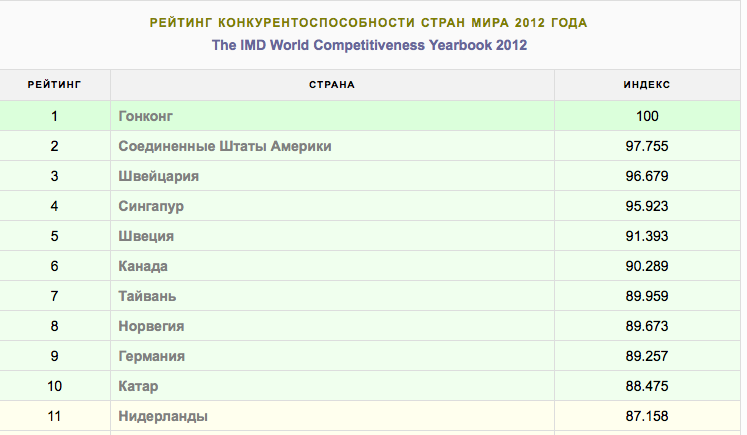 РЕЙТИНГ КОНКУРЕНТОСПОСОБНОСТИ СТРАН МИРА 2012 ГОДА
The IMD World Competitiveness Yearbook 2012
РЕЙТИНГ СТРАНА ИНДЕКС
1 Гонконг 100
2 Соединенные Штаты Америки 97.755
3 Швейцария 96.679
4 Сингапур 95.923
5 Швеция 91.393
6 Канада 90.289
7 Тайвань 89.959
8 Норвегия 89.673
9 Германия 89.257
10 Катар 88.475
11 Нидерланды 87.158